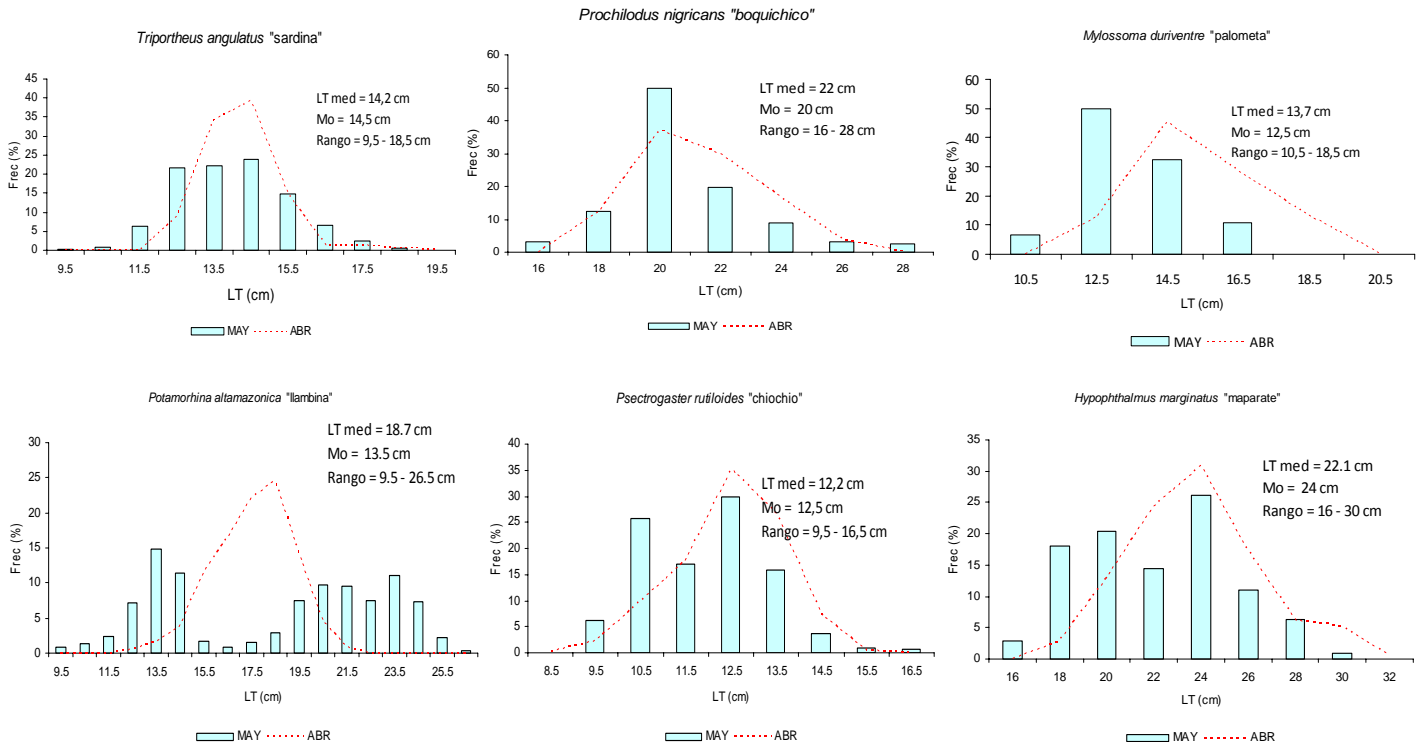 Triportheus angulatus "sardina"
45
40
35
30
25
20
15
10
5
0
Frec (%)
LT med = 14,2 cm
Mo = 14,5 cm
Rango = 9,5 - 18,5 cm
9.5 11.5 13.5 15.5 17.5 19.5
LT (cm)
MAY ABR
Prochilodus nigricans "boquichico"
60
50
40
30
20
10
0
Frec (%)
LT med = 22 cm
Mo = 20 cm
Rango = 16 - 28 cm
16 18 20 22 24 26 28
LT (cm)
MAY ABR
Mylossoma duriventre "palometa"
60
50
40
30
20
10
0
Frec (%)
LT med = 13,7 cm
Mo = 12,5 cm
Rango = 10,5 - 18,5 cm
10.5 12.5 14.5 16.5 18.5 20.5
LT (cm)
MAY ABR
Potamorhina altamazonica "llambina"
30
25
20
15
10
5
0
Frec (%)
LT med = 18.7 cm
Mo = 13.5 cm
Rango = 9.5 - 26.5 cm
9.5 11.5 13.5 15.5 17.5 19.5 21.5 23.5 25.5
LT (cm)
MAY ABR
Psectrogaster rutiloides "chiochio"
40
35
30
25
20
15
10
5
0
Frec (%)
LT med = 12,2 cm
Mo = 12,5 cm
Rango = 9,5 - 16,5 cm
8.5 9.5 10.5 11.5 12.5 13.5 14.5 15.5 16.5
LT (cm)
MAY ABR
Hypophthalmus marginatus "maparate"
35
30
25
20
15
10
5
0
Frec (%)
LT med = 22.1 cm
Mo = 24 cm
Rango = 16 - 30 cm
16 18 20 22 24 26 28 30 32
LT (cm)
MAY ABR